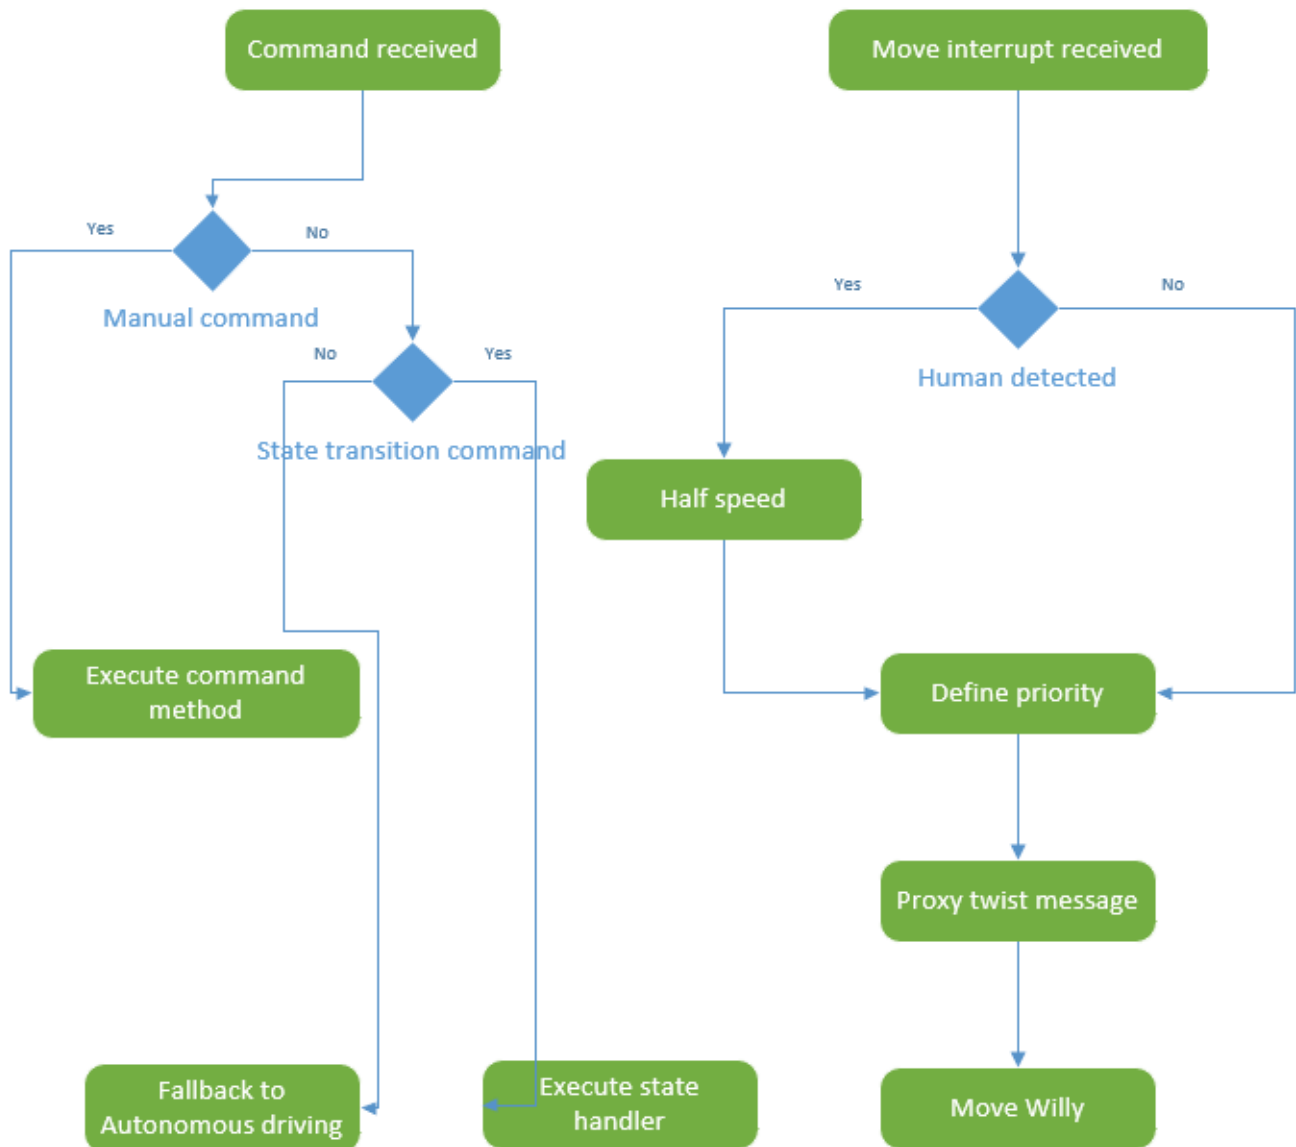 Command received
Move interrupt received
Yes
No
Manual command
No
Yes
State transition command
Yes
No
Human detected
Half speed
Execute command
method
Define priority
Proxy twist message
Fallback to
Autonomous driving
Execute state
handler
Move Willy